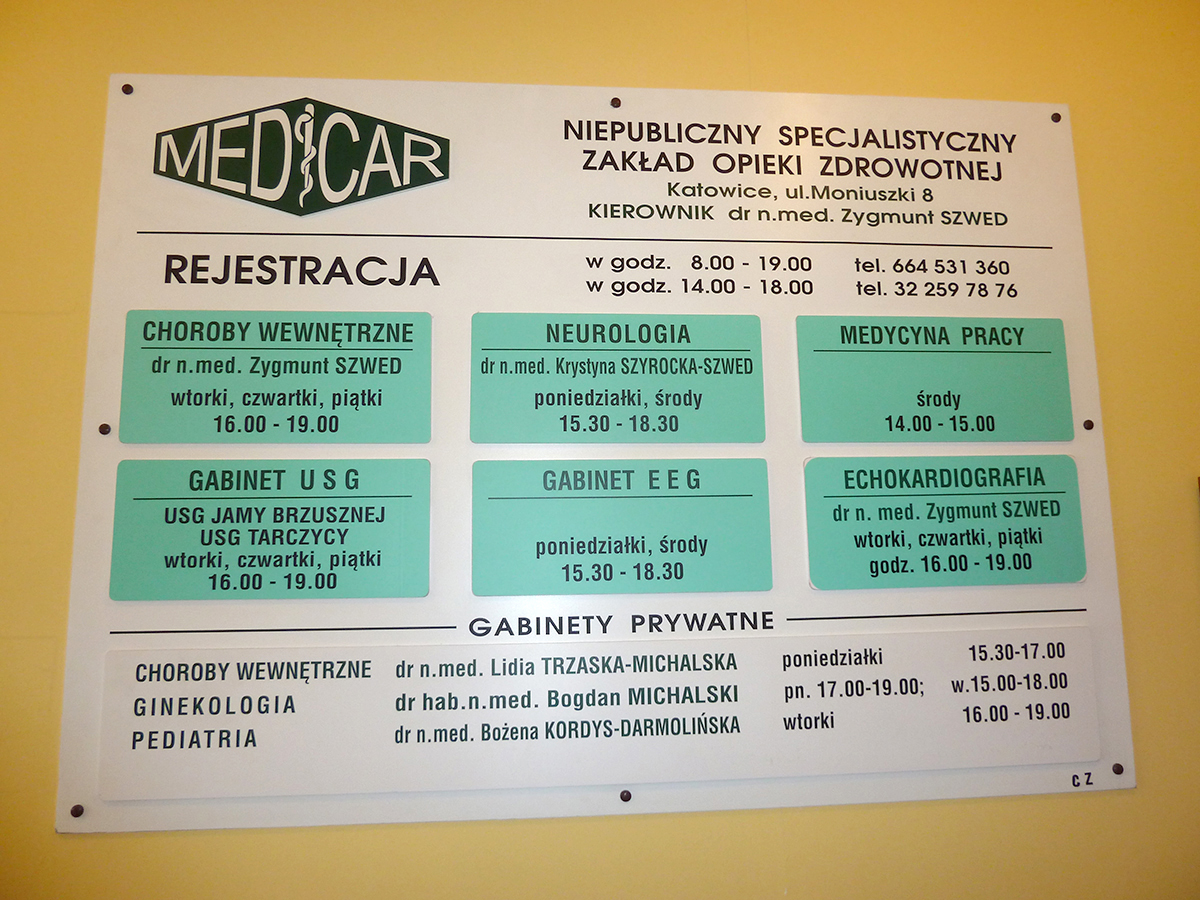 MEDICAR
NIEPUBLICZNY SPECJALISTYCZNY
ZAKŁAD OPIEKI ZDROWOTNEJ
Katowice, ul.Moniuszki 8
KIEROWNIK dr n.med. Zygmunt SZWED
REJESTRACJA
w godz. 8.00 - 19.00 tel. 664 531 360
w godz. 14.00 - 18.00 tel. 32 259 78 76
CHOROBY WEWNĘTRZNE
dr n.med. Zygmunt SZWED
wtorki, czwartki, piątki
16.00 - 19.00
NEUROLOGIA
dr n.med. Krystyna SZYROCKA-SZWED
poniedziałki, środy
15.30 - 18.30
MEDYCYNA PRACY
środy
14.00 - 15.00
GABINET U S G
USG JAMY BRZUSZNEJ
USG TARCZYCY
wtorki, czwartki, piątki
16.00 - 19.00
GABINET E E G
poniedziałki, środy
15.30 - 18.30
ECHOKARDIOGRAFIA
dr n. med. Zygmunt SZWED
wtorki, czwartki, piątki
godz. 16.00 - 19.00
GABINETY PRYWATNE
CHOROBY WEWNĘTRZNE dr n.med. Lidia TRZASKA-MICHALSKA poniedziałki 15.30-17.00
GINEKOLOGIA dr hab.n.med. Bogdan MICHALSKI pn. 17.00-19.00; w.15.00-18.00
PEDIATRIA dr n.med. Bożena KORDYS-DARMOLIŃSKA wtorki 16.00 - 19.00
C Z